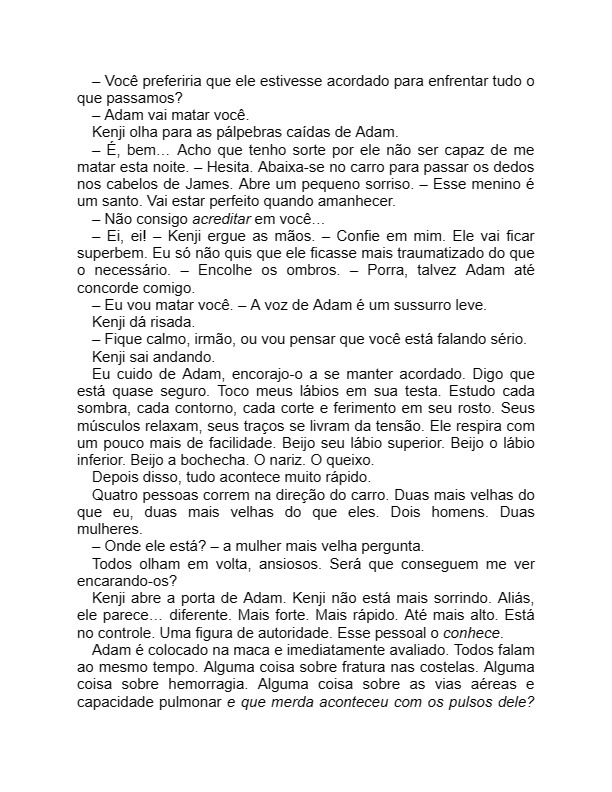 – Você preferiria que ele estivesse acordado para enfrentar tudo o
que passamos?
– Adam vai matar você.
Kenji olha para as pálpebras caídas de Adam.
– É, bem… Acho que tenho sorte por ele não ser capaz de me
matar esta noite. – Hesita. Abaixa-se no carro para passar os dedos
nos cabelos de James. Abre um pequeno sorriso. – Esse menino é
um santo. Vai estar perfeito quando amanhecer.
– Não consigo acreditar em você…
– Ei, ei! – Kenji ergue as mãos. – Confie em mim. Ele vai ficar
superbem. Eu só não quis que ele ficasse mais traumatizado do que
o necessário. – Encolhe os ombros. – Porra, talvez Adam até
concorde comigo.
– Eu vou matar você. – A voz de Adam é um sussurro leve.
Kenji dá risada.
– Fique calmo, irmão, ou vou pensar que você está falando sério.
Kenji sai andando.
Eu cuido de Adam, encorajo-o a se manter acordado. Digo que
está quase seguro. Toco meus lábios em sua testa. Estudo cada
sombra, cada contorno, cada corte e ferimento em seu rosto. Seus
músculos relaxam, seus traços se livram da tensão. Ele respira com
um pouco mais de facilidade. Beijo seu lábio superior. Beijo o lábio
inferior. Beijo a bochecha. O nariz. O queixo.
Depois disso, tudo acontece muito rápido.
Quatro pessoas correm na direção do carro. Duas mais velhas do
que eu, duas mais velhas do que eles. Dois homens. Duas
mulheres.
– Onde ele está? – a mulher mais velha pergunta.
Todos olham em volta, ansiosos. Será que conseguem me ver
encarando-os?
Kenji abre a porta de Adam. Kenji não está mais sorrindo. Aliás,
ele parece… diferente. Mais forte. Mais rápido. Até mais alto. Está
no controle. Uma figura de autoridade. Esse pessoal o conhece.
Adam é colocado na maca e imediatamente avaliado. Todos falam
ao mesmo tempo. Alguma coisa sobre fratura nas costelas. Alguma
coisa sobre hemorragia. Alguma coisa sobre as vias aéreas e
capacidade pulmonar e que merda aconteceu com os pulsos dele?